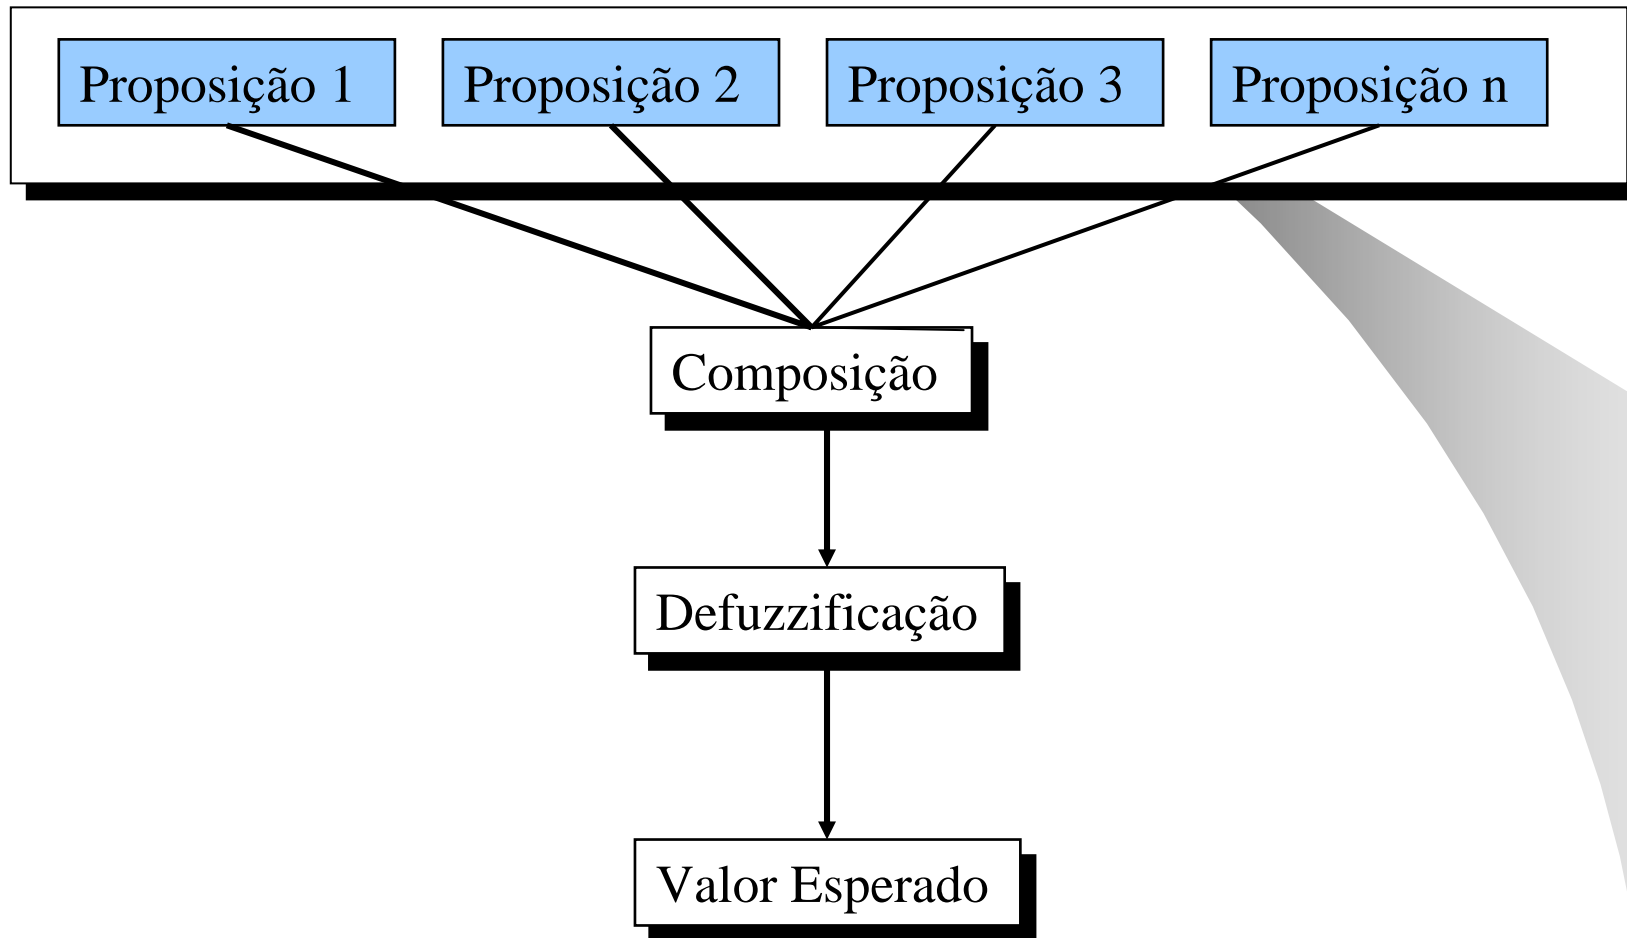 Proposição 1
Proposição 2
Proposição 3
Proposição n
Composição
Defuzzificação
Valor Esperado